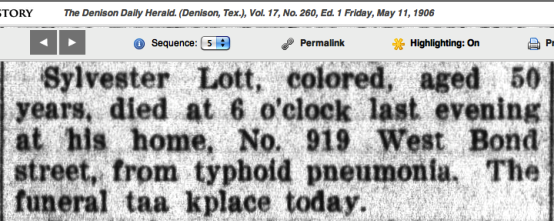 STORY The Denison Daily Herald. (Denison, Tex.), Vol. 17, No. 260, Ed. 1 Friday, May 11, 1906
Sequence: 5 Permalink Highlighting: On Pr
Sylvester Lott, colored, aged 50
years, died at 6 o'clock last evening
at his home, No. 919 West Bond
street, from typhoid pneumonia. The
funeral taa kplace today.